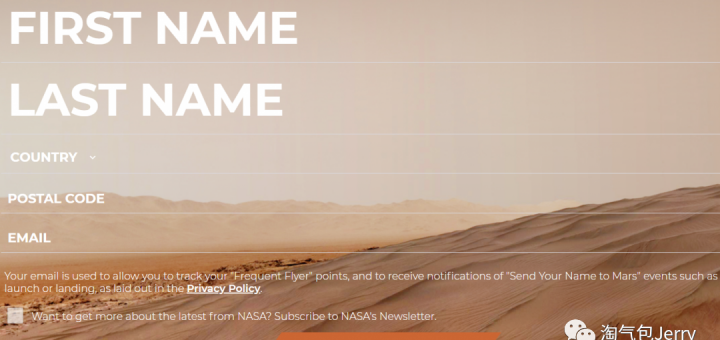 FIRST NAME
LAST NAME
COUNTRY
POSTAL CODE
EMAIL
Your email is used to allow you to track your "Frequent Flyer" points, and to receive notifications of "Send Your Name to Mars" events such as
launch or landing, as laid out in the Privacy Policy.
Want to get more about the latest from NASA? Subscribe to NASA's Newsletter.
淘气包Jerry